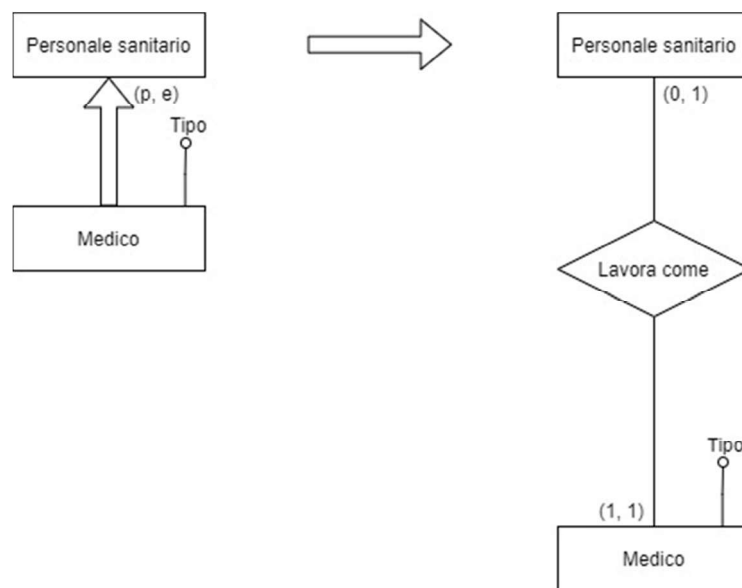 Personale sanitario
(p, e)
Tipo
Medico
Personale sanitario
(0, 1)
Lavora come
Tipo
(1, 1)
Medico